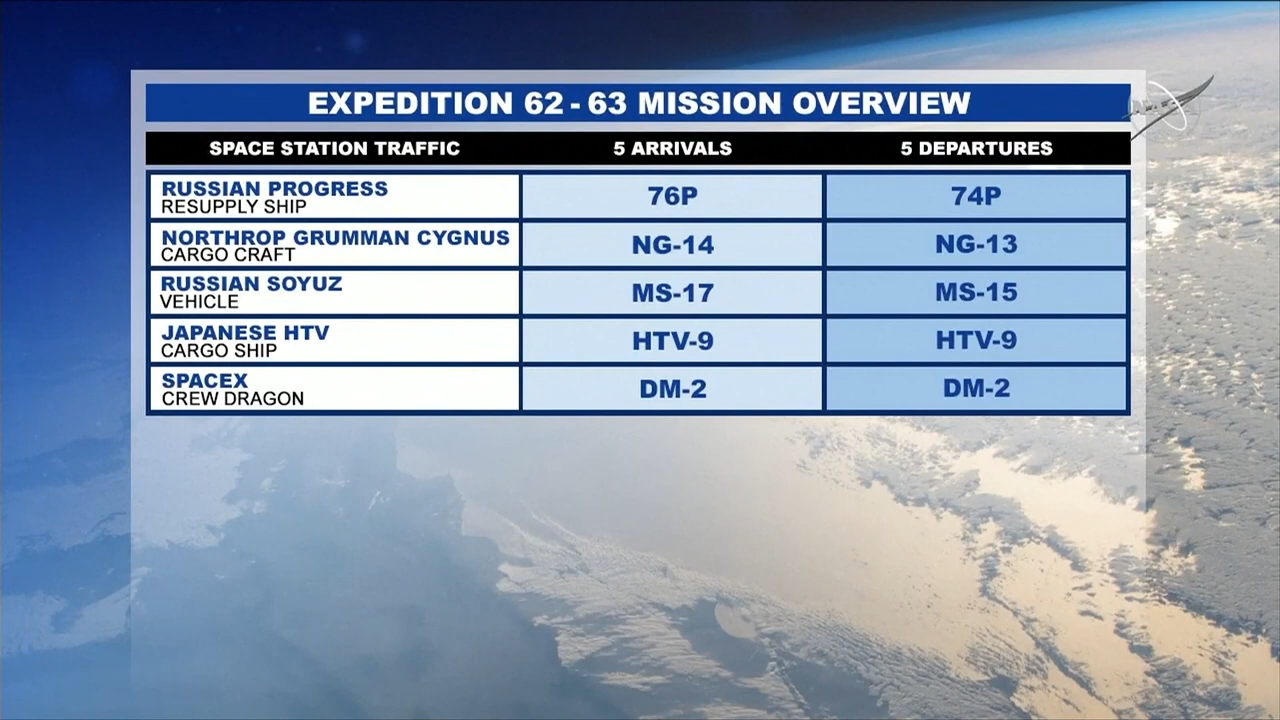 EXPEDITION 62 - 63 MISSION OVERVIEW
SPACE STATION TRAFFIC 5 ARRIVALS 5 DEPARTURES
RUSSIAN PROGRESS
RESUPPLY SHIP
76P 74P
NORTHROP GRUMMAN CYGNUS
CARGO CRAFT
NG-14 NG-13
RUSSIAN SOYUZ
VEHICLE
MS-17 MS-15
JAPANESE HTV
CARGO SHIP
HTV-9 HTV-9
SPACEX
CREW DRAGON
DM-2 DM-2
NASA